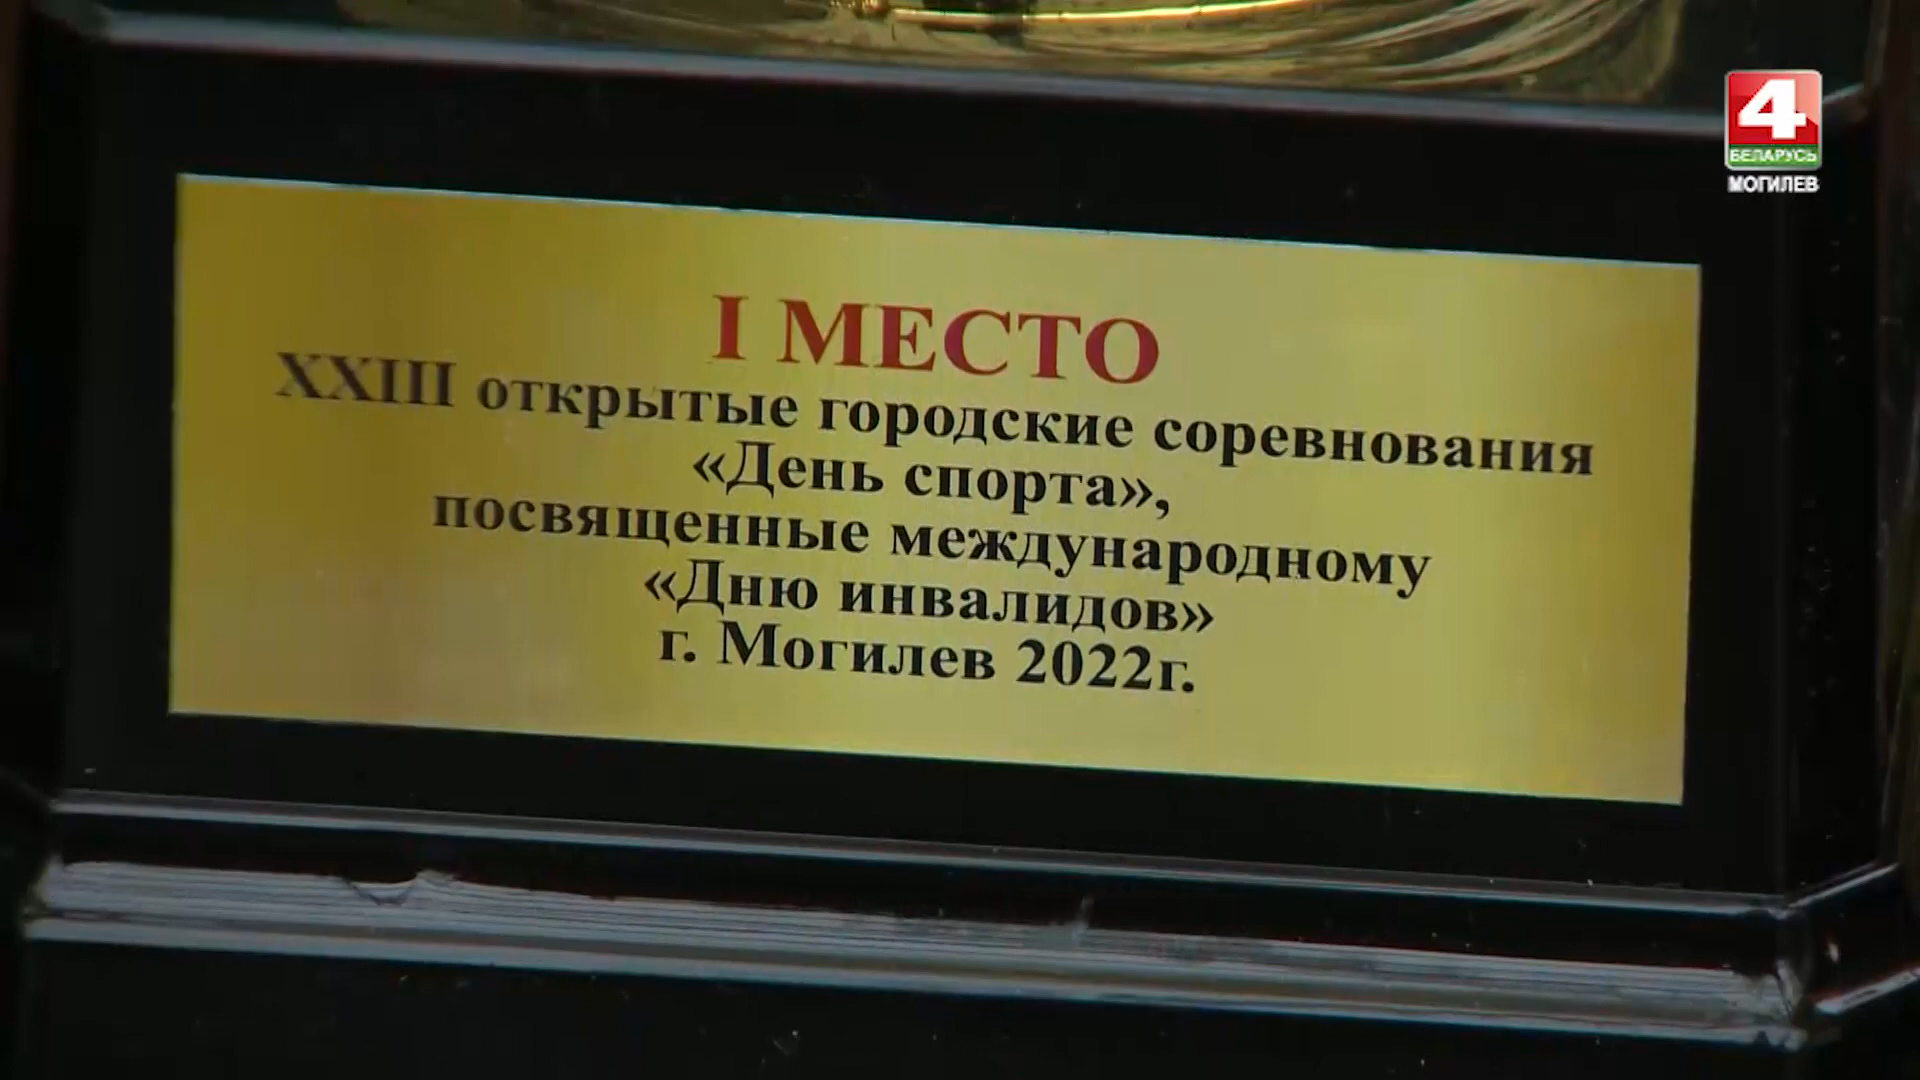 4
БЕЛАРУСЬ
МОГИЛЕВ
I МЕСТО
XXIII открытые городские соревнования
«День спорта»,
посвященные международному
«Дню инвалидов»
г. Могилев 2022г.